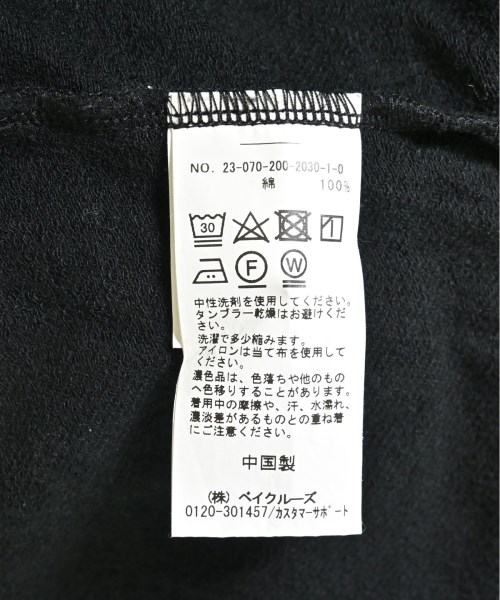 NO. 23-070-200-2030-1-0
綿 100%
30
F W
中性洗剤を使用してください。
タンブラー乾燥はお避けくだ
さい。
洗濯で多少縮みます。
アイロンは当て布を使用して
ください。
濃色品は、色落ちや他のもの
へ色移りすることがあります。
着用中の摩擦や、汗、水濡れ、
濃淡差があるものとの重ね着
にご注意ください。
中国製
(株) ベイクルーズ
0120-301457/カスタマーサポート